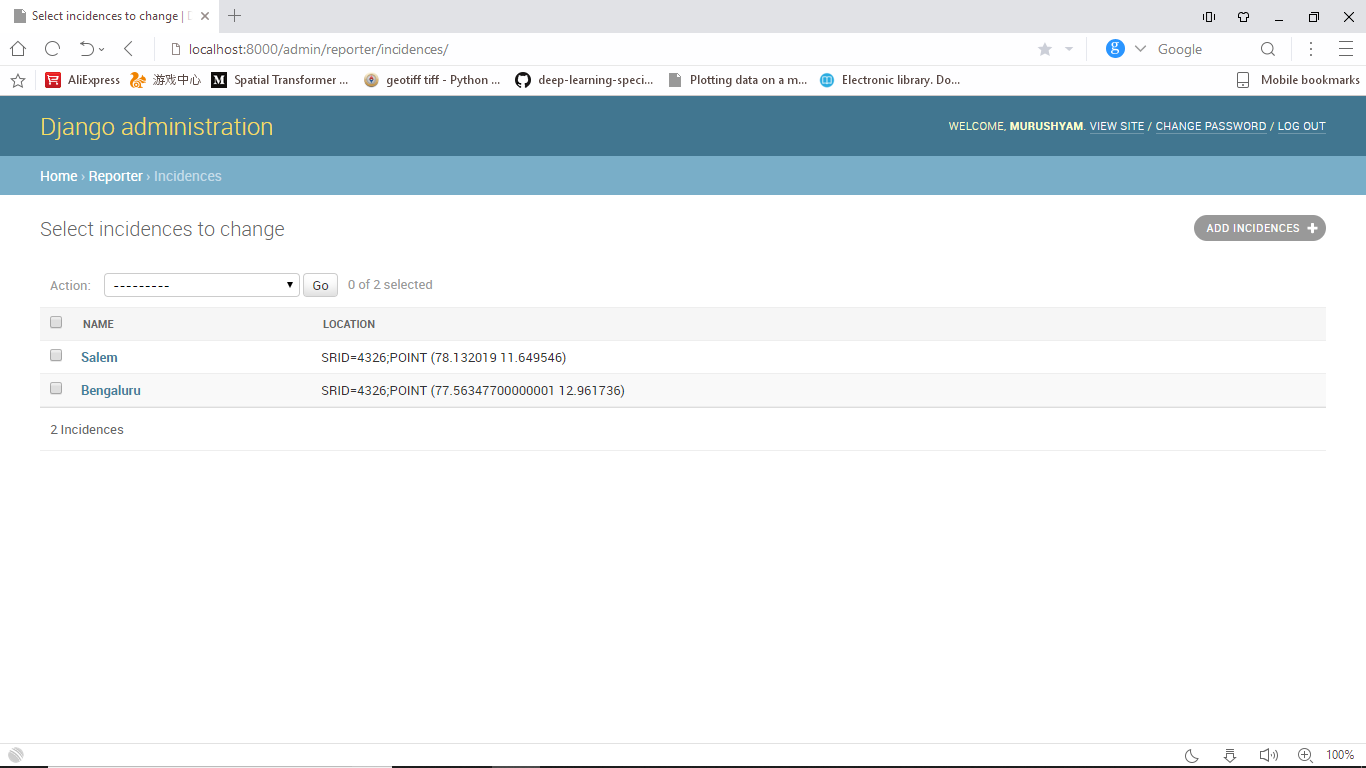 Select incidences to change | D
localhost:8000/admin/reporter/incidences/
Google
AliExpress 游戏中心 Spatial Transformer ... geotiff tiff - Python ... deep-learning-speci... Plotting data on a m... Electronic library. Do... Mobile bookmarks
Django administration
WELCOME, MURUSHYAM. VIEW SITE / CHANGE PASSWORD / LOG OUT
Home › Reporter › Incidences
Select incidences to change
ADD INCIDENCES +
Action: --------- Go 0 of 2 selected
NAME LOCATION
Salem SRID=4326;POINT (78.132019 11.649546)
Bengaluru SRID=4326;POINT (77.56347700000001 12.961736)
2 Incidences
100%